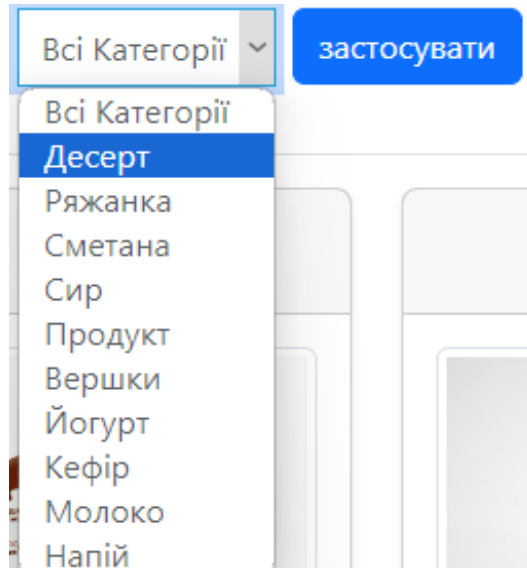 Всі Категорії застосувати
Всі Категорії
Десерт
Ряжанка
Сметана
Сир
Продукт
Вершки
Йогурт
Кефір
Молоко
Напій